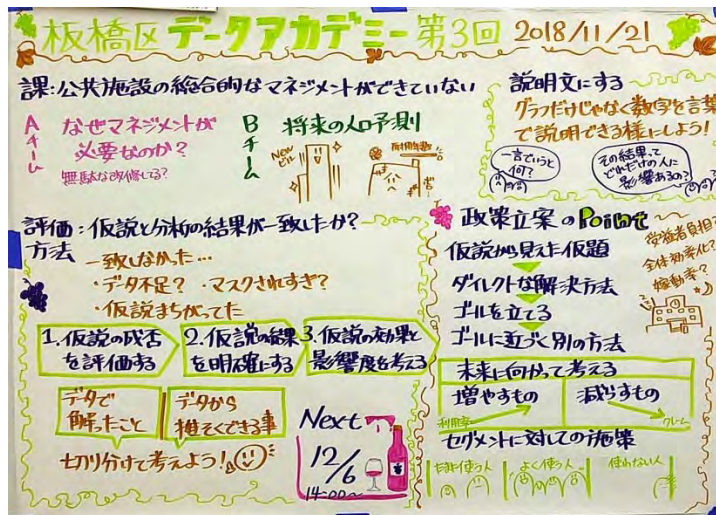 板橋区 データアカデミー 第3回 2018/11/21
課:公共施設の総合的なマネジメントができていない
Aチーム
なぜマネジメントが
必要なのか?
無駄な改修してる?
Bチーム
将来の人口予測
Newビル
耐用年数
説明文にする
グラフだけじゃなく数字を言葉
で説明できる様にしよう!
一言でいうと
何?
その結果って
どれだけの人に
影響あるの?
評価方法:仮説と分析の結果が一致したか?
一致しなかった…
・データ不足? ・マスクされすぎ?
・仮説まちがってた
1.仮説の成否
を評価する
2.仮説の結果
を明確にする
3.仮説の効果と
影響度を考える
データで
解ったこと
データから
推そくできる事
切り分けて考えよう!
Next
12/6
14:00~
政策立案のPoint
仮説から見えた仮題
ダイレクトな解決方法
ゴールを立てる
ゴールに近づく別の方法
受益者負担?
全体効率化?
稼動率?
未来に向かって考える
増やすもの
利用率
減らすもの
クレーム
セグメントに対しての施策
たまに使う人
よく使う人
使わない人